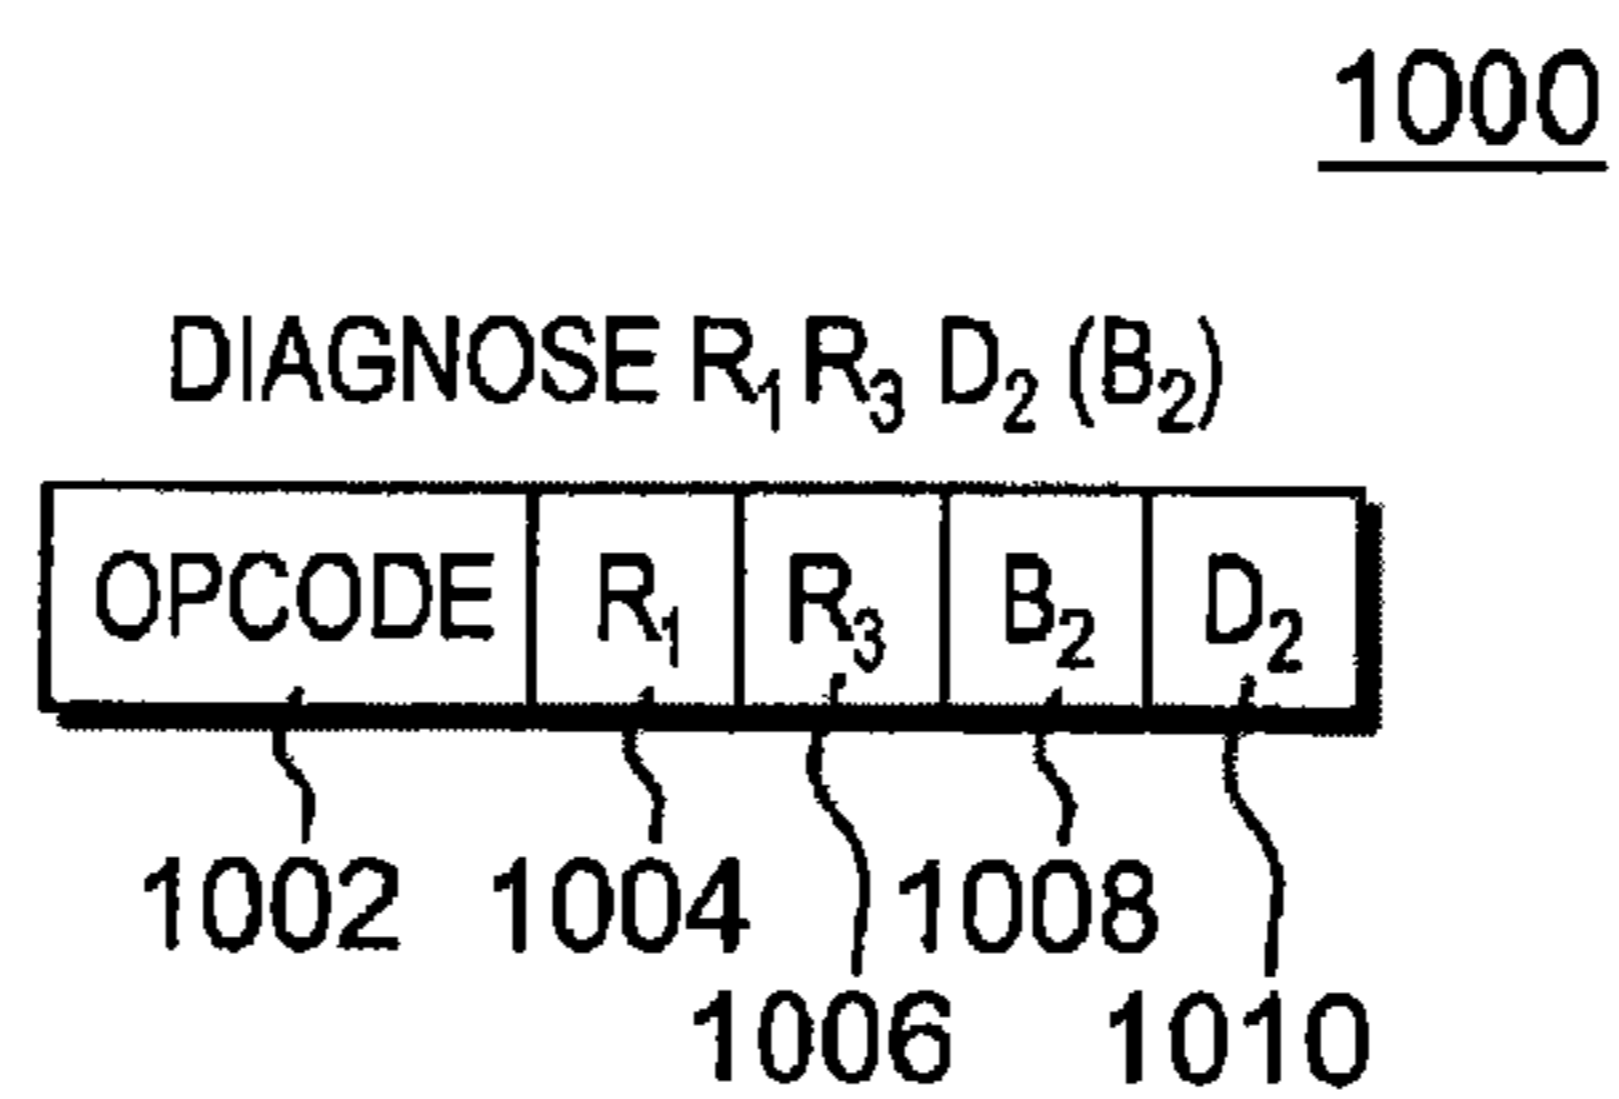 1000
DIAGNOSE R₁ R₃ D₂ (B₂)
OPCODE R₁ R₃ B₂ D₂
1002 1004 1008
1006 1010